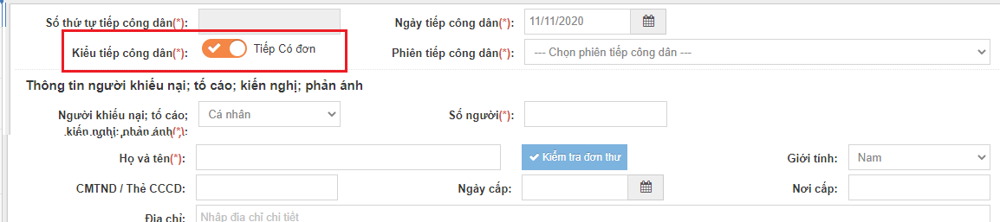 Số thứ tự tiếp công dân(*): Ngày tiếp công dân(*): 11/11/2020
Kiểu tiếp công dân(*): Tiếp Có đơn Phiên tiếp công dân(*): --- Chọn phiên tiếp công dân ---
Thông tin người khiếu nại; tố cáo; kiến nghị; phản ánh
Người khiếu nại; tố cáo; Cá nhân Số người(*):
kiến nghị; phản ánh(*):
Họ và tên(*): Kiểm tra đơn thư Giới tính: Nam
CMTND / Thẻ CCCD: Ngày cấp: Nơi cấp:
Địa chỉ: Nhập địa chỉ chi tiết